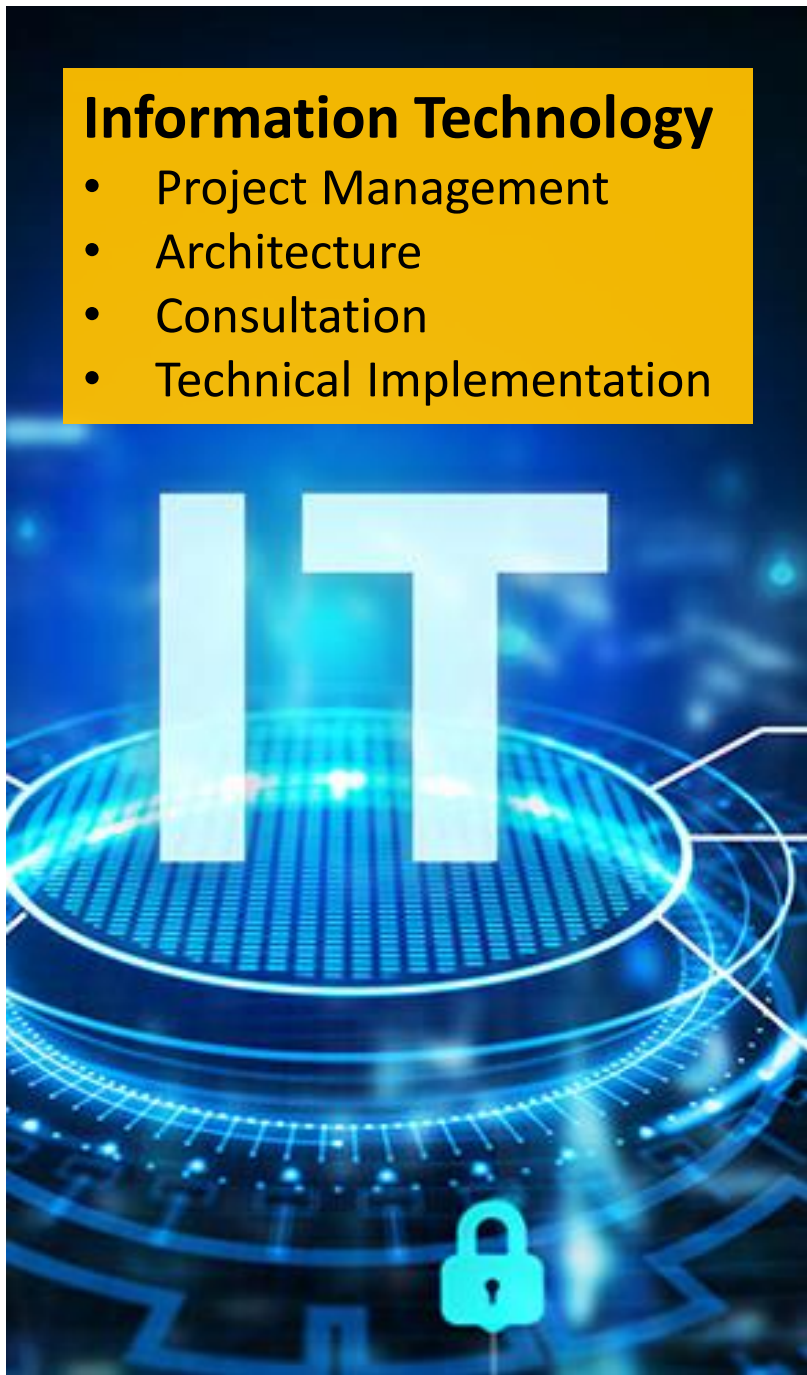 Information Technology
• Project Management
• Architecture
• Consultation
• Technical Implementation
IT